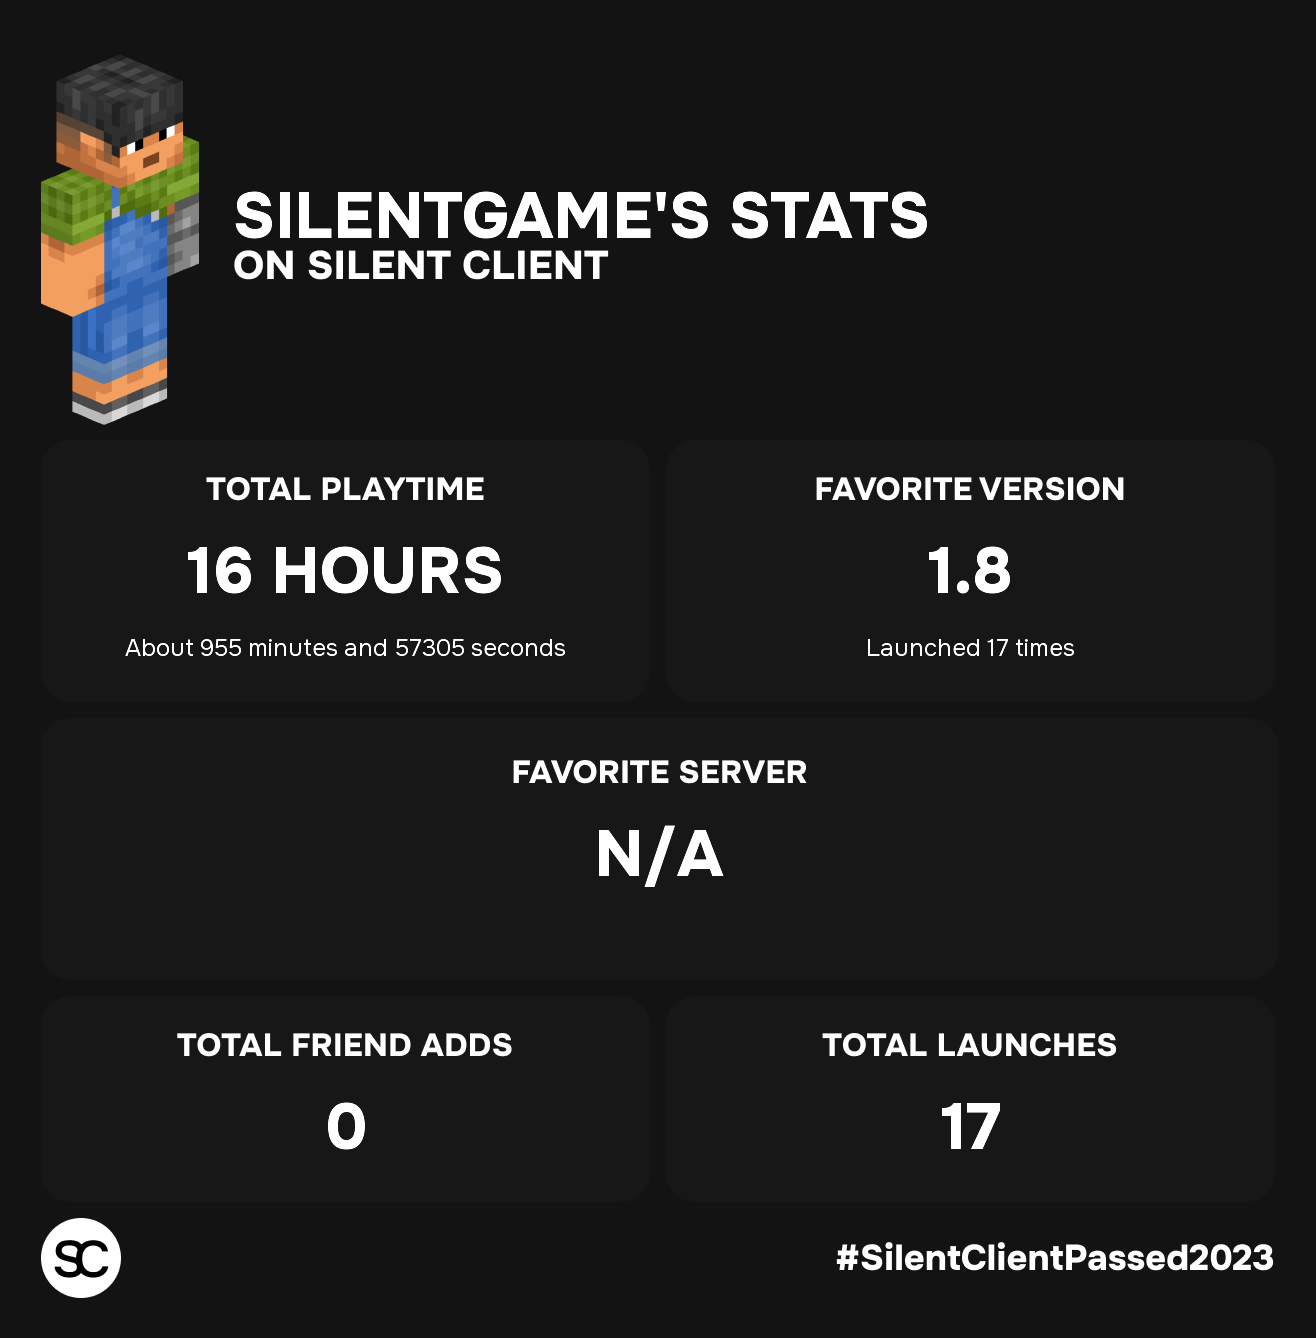 SILENTGAME'S STATS
ON SILENT CLIENT
TOTAL PLAYTIME
16 HOURS
About 955 minutes and 57305 seconds
FAVORITE VERSION
1.8
Launched 17 times
FAVORITE SERVER
N/A
TOTAL FRIEND ADDS
0
TOTAL LAUNCHES
17
SC
#SilentClientPassed2023